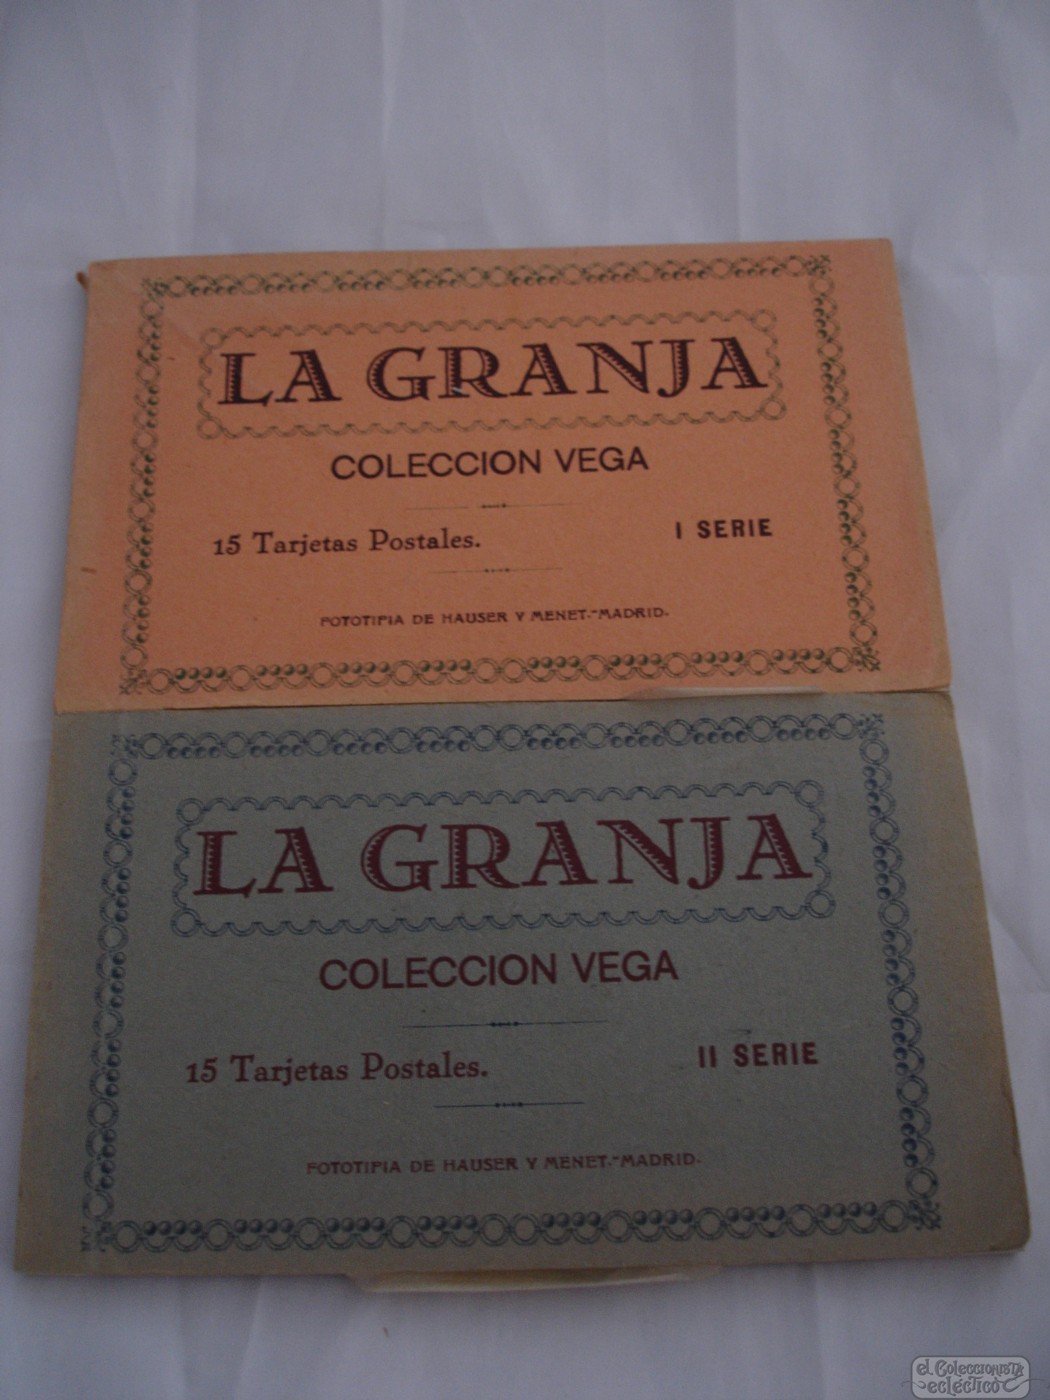 LA GRANJA
COLECCION VEGA
15 Tarjetas Postales.
I SERIE
FOTOTIPIA DE HAUSER Y MENET.-MADRID.
LA GRANJA
COLECCION VEGA
15 Tarjetas Postales.
II SERIE
FOTOTIPIA DE HAUSER Y MENET.-MADRID.
el Coleccionista
ecléctico